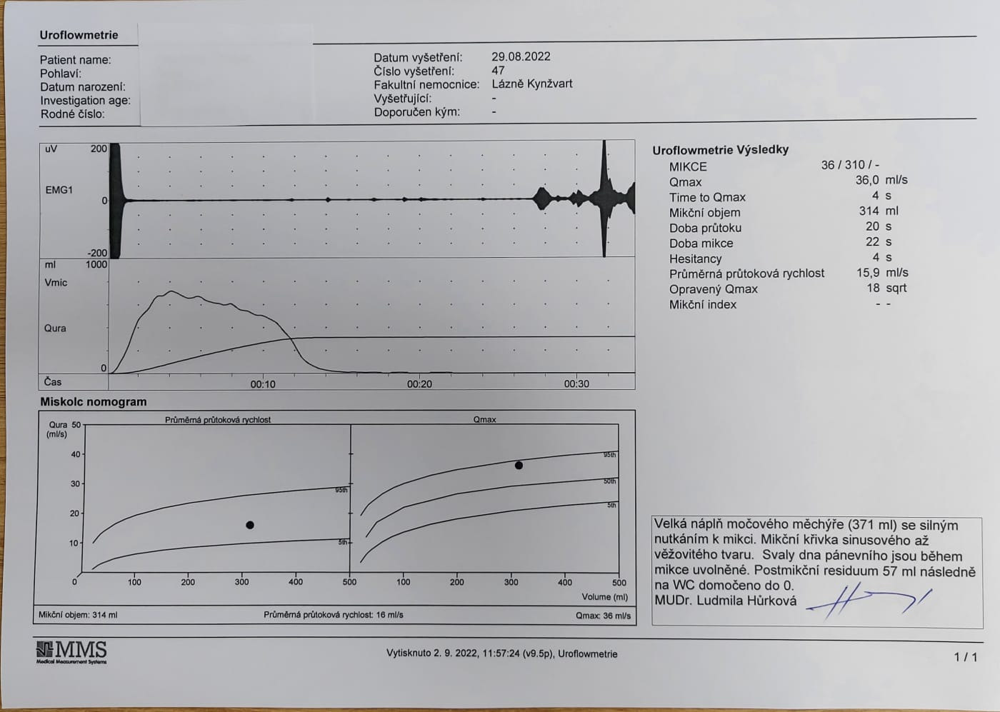 Uroflowmetrie
Patient name:
Pohlaví:
Datum narození:
Investigation age:
Rodné číslo:
Datum vyšetření: 29.08.2022
Číslo vyšetření: 47
Fakultní nemocnice: Lázně Kynžvart
Vyšetřující: -
Doporučen kým: -
uV 200
EMG1 0
-200
ml 1000
Vmic
Qura
0
Čas 00:10 00:20 00:30
Uroflowmetrie Výsledky
MIKCE 36 / 310 / -
Qmax 36,0 ml/s
Time to Qmax 4 s
Mikční objem 314 ml
Doba průtoku 20 s
Doba mikce 22 s
Hesitancy 4 s
Průměrná průtoková rychlost 15,9 ml/s
Opravený Qmax 18 sqrt
Mikční index - -
Miskolc nomogram
Průměrná průtoková rychlost Qmax
Qura 50
(ml/s)
40
30
20
10
95th
5th
95th
50th
5th
0 100 200 300 400 500 100 200 300 400 500
Volume (ml)
Mikční objem: 314 ml Průměrná průtoková rychlost: 16 ml/s Qmax: 36 ml/s
Velká náplň močového měchýře (371 ml) se silným
nutkáním k mikci. Mikční křivka sinusového až
věžovitého tvaru. Svaly dna pánevního jsou během
mikce uvolněné. Postmikční residuum 57 ml následně
na WC domočeno do 0.
MUDr. Ludmila Hůrková
MMS
Medical Measurement Systems
Vytisknuto 2. 9. 2022, 11:57:24 (v9.5p), Uroflowmetrie
1 / 1